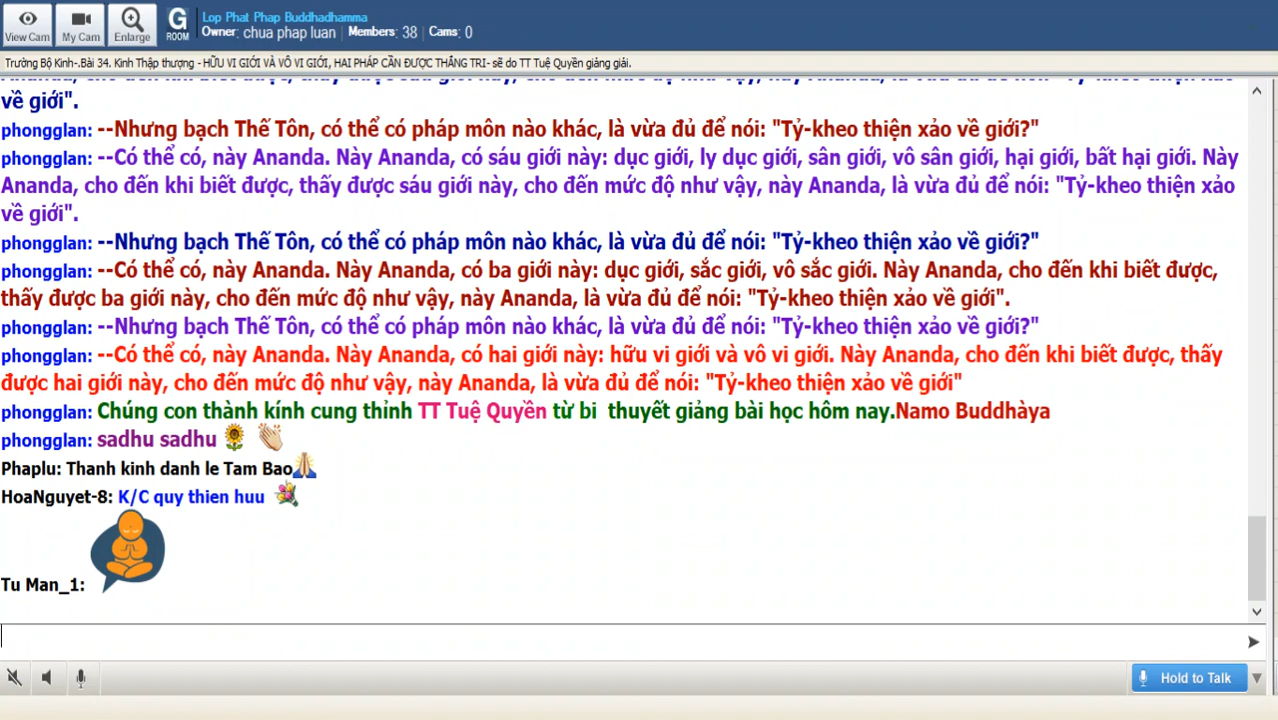 Lop Phat Phap Buddhadhamma
Owner: chua phap luan | Members: 38 | Cams: 0
View Cam
My Cam
Enlarge
G
ROOM
Trường Bộ Kinh-.Bài 34. Kinh Thập thượng - HỮU VI GIỚI VÀ VÔ VI GIỚI, HAI PHÁP CẦN ĐƯỢC THẮNG TRI- sẽ do TT Tuệ Quyền giảng giải.
về giới".
phongglan: --Nhưng bạch Thế Tôn, có thể có pháp môn nào khác, là vừa đủ để nói: "Tỷ-kheo thiện xảo về giới?"
phongglan: --Có thể có, này Ananda. Này Ananda, có sáu giới này: dục giới, ly dục giới, sân giới, vô sân giới, hại giới, bất hại giới. Này
Ananda, cho đến khi biết được, thấy được sáu giới này, cho đến mức độ như vậy, này Ananda, là vừa đủ để nói: "Tỷ-kheo thiện xảo
về giới".
phongglan: --Nhưng bạch Thế Tôn, có thể có pháp môn nào khác, là vừa đủ để nói: "Tỷ-kheo thiện xảo về giới?"
phongglan: --Có thể có, này Ananda. Này Ananda, có ba giới này: dục giới, sắc giới, vô sắc giới. Này Ananda, cho đến khi biết được,
thấy được ba giới này, cho đến mức độ như vậy, này Ananda, là vừa đủ để nói: "Tỷ-kheo thiện xảo về giới".
phongglan: --Nhưng bạch Thế Tôn, có thể có pháp môn nào khác, là vừa đủ để nói: "Tỷ-kheo thiện xảo về giới?"
phongglan: --Có thể có, này Ananda. Này Ananda, có hai giới này: hữu vi giới và vô vi giới. Này Ananda, cho đến khi biết được, thấy
được hai giới này, cho đến mức độ như vậy, này Ananda, là vừa đủ để nói: "Tỷ-kheo thiện xảo về giới"
phongglan: Chúng con thành kính cung thỉnh TT Tuệ Quyền từ bi thuyết giảng bài học hôm nay.Namo Buddhàya
phongglan: sadhu sadhu
Phaplu: Thanh kinh danh le Tam Bao
HoaNguyet-8: K/C quy thien huu
Tu Man_1:
Hold to Talk